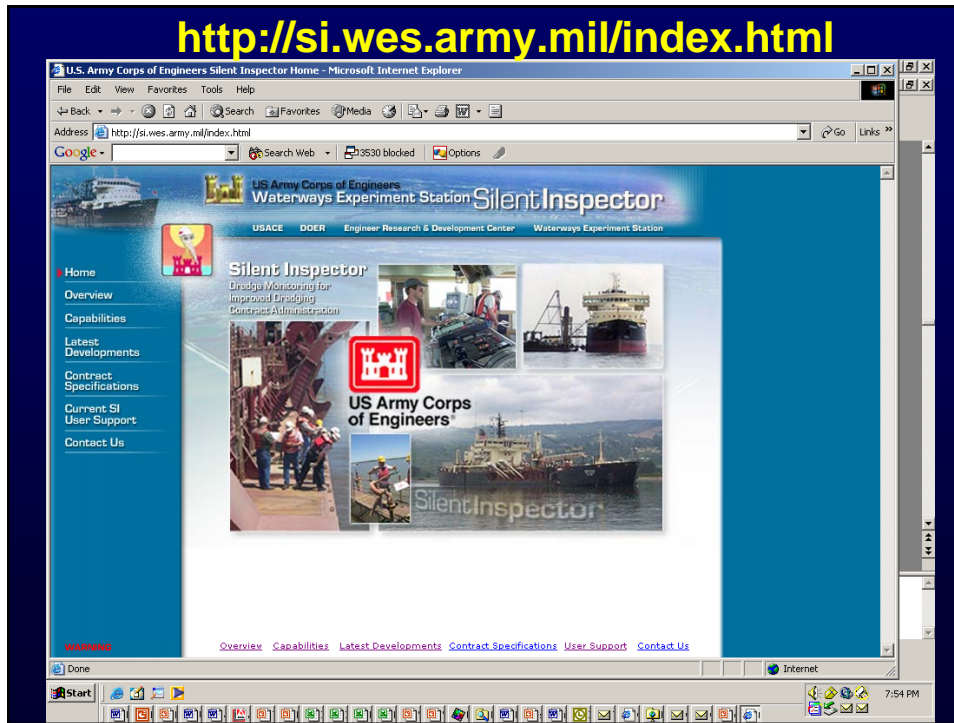 http://si.wes.army.mil/index.html
U.S. Army Corps of Engineers Silent Inspector Home - Microsoft Internet Explorer
File Edit View Favorites Tools Help
Back Search Favorites Media
Address http://si.wes.army.mil/index.html Go Links »
Google Search Web 3530 blocked Options
US Army Corps of Engineers
Waterways Experiment Station SilentInspector
USACE DOER Engineer Research & Development Center Waterways Experiment Station
Home
Overview
Capabilities
Latest
Developments
Contract
Specifications
Current SI
User Support
Contact Us
Silent Inspector
Dredge Monitoring for
Improved Dredging
Contract Administration
US Army Corps
of Engineers®
SilentInspector
WARNING
Overview Capabilities Latest Developments Contract Specifications User Support Contact Us
Done Internet
Start 7:54 PM